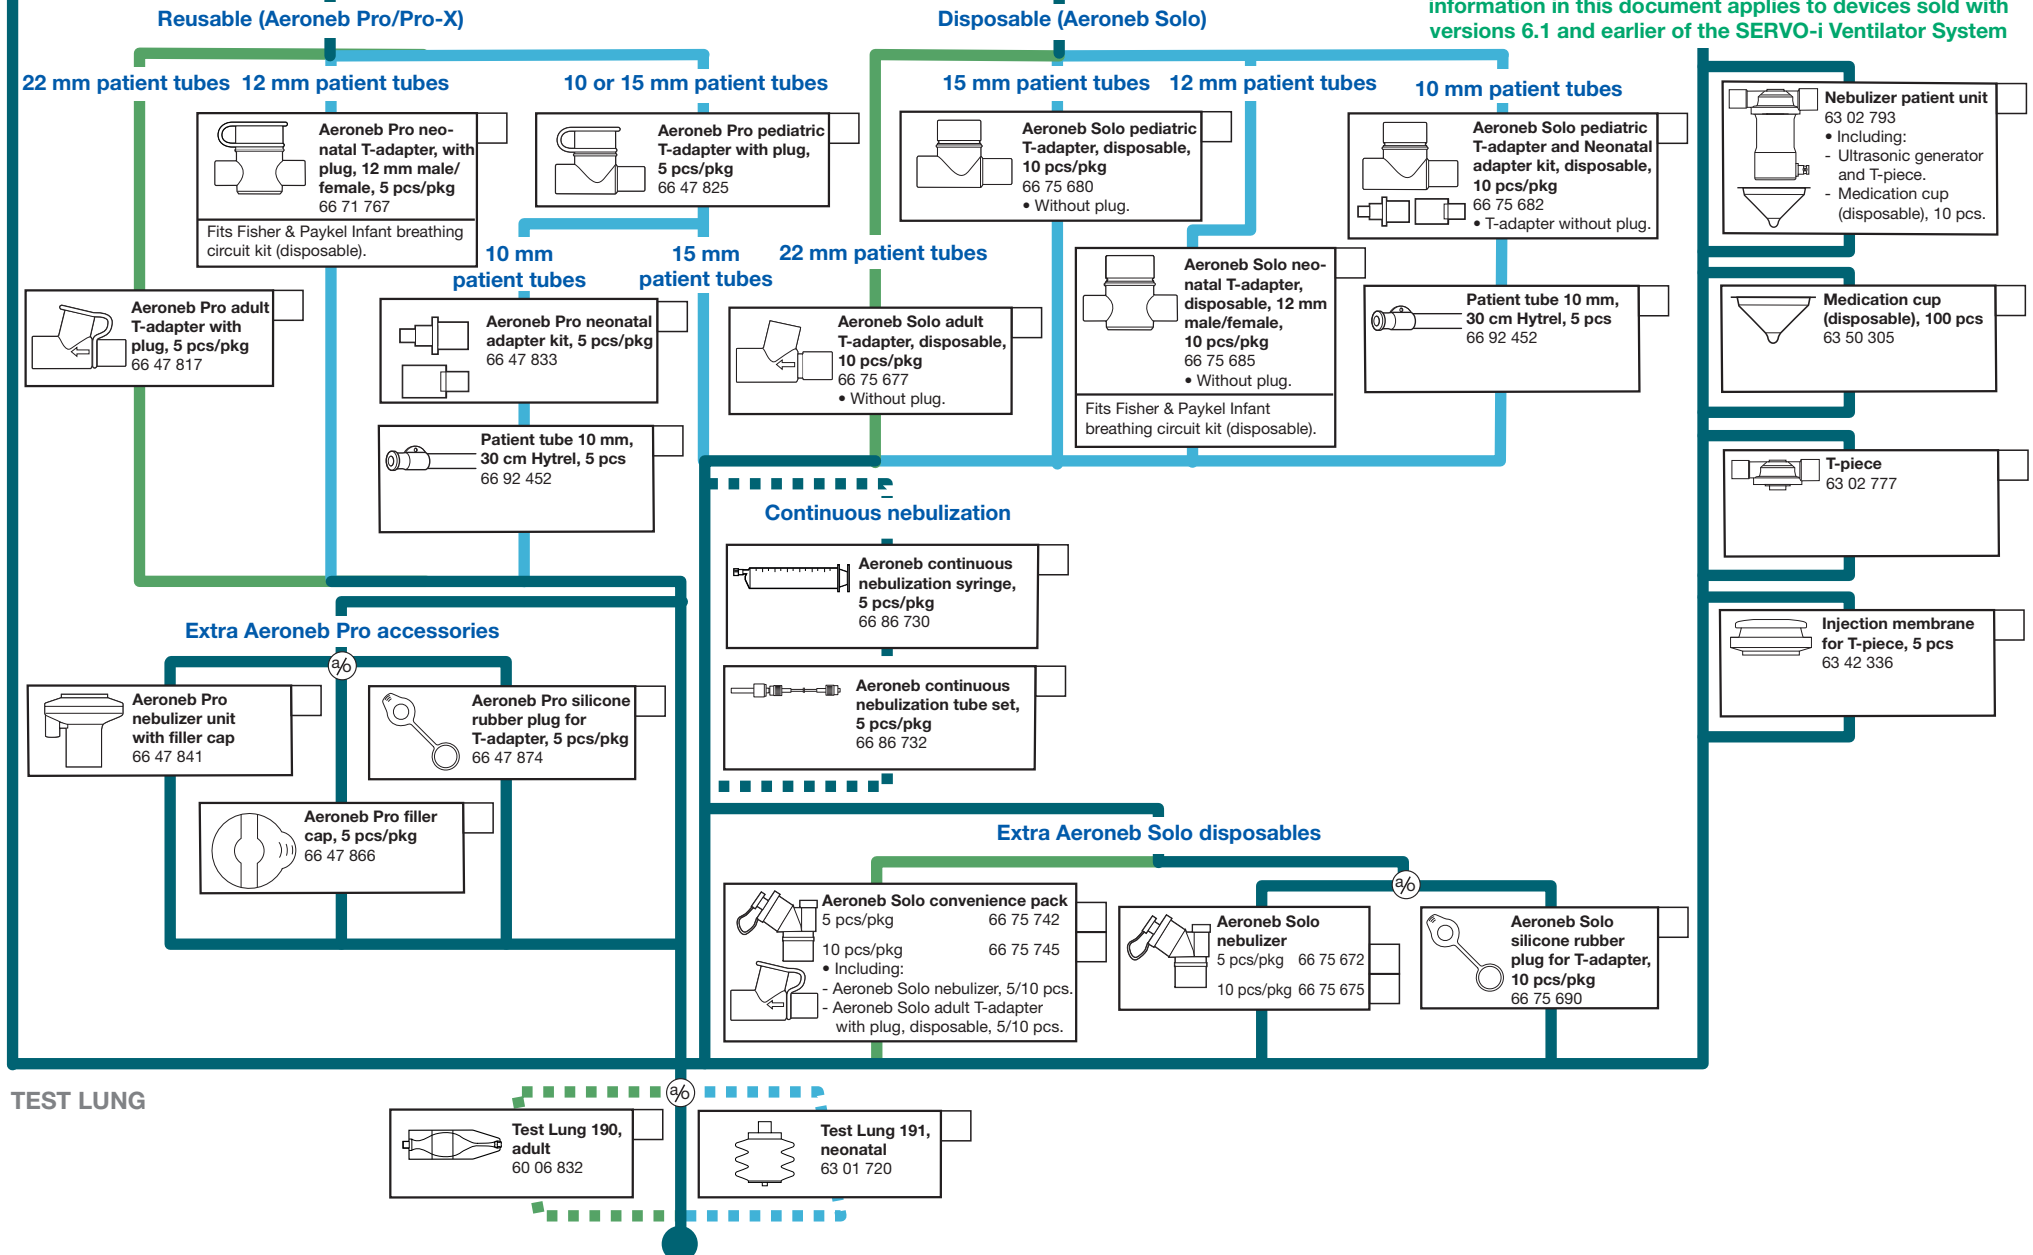 Reusable (Aeroneb Pro/Pro-X)
Disposable (Aeroneb Solo)
information in this document applies to devices sold with
versions 6.1 and earlier of the SERVO-i Ventilator System
22 mm patient tubes
12 mm patient tubes
10 or 15 mm patient tubes
15 mm patient tubes
12 mm patient tubes
10 mm patient tubes
Aeroneb Pro neo-
natal T-adapter, with
plug, 12 mm male/
female, 5 pcs/pkg
66 71 767
Fits Fisher & Paykel Infant breathing
circuit kit (disposable).
Aeroneb Pro pediatric
T-adapter with plug,
5 pcs/pkg
66 47 825
10 mm
patient tubes
15 mm
patient tubes
22 mm patient tubes
Aeroneb Pro adult
T-adapter with
plug, 5 pcs/pkg
66 47 817
Aeroneb Pro neonatal
adapter kit, 5 pcs/pkg
66 47 833
Patient tube 10 mm,
30 cm Hytrel, 5 pcs
66 92 452
Aeroneb Solo pediatric
T-adapter, disposable,
10 pcs/pkg
66 75 680
• Without plug.
Aeroneb Solo adult
T-adapter, disposable,
10 pcs/pkg
66 75 677
• Without plug.
Aeroneb Solo neo-
natal T-adapter,
disposable, 12 mm
male/female,
10 pcs/pkg
66 75 685
• Without plug.
Fits Fisher & Paykel Infant
breathing circuit kit (disposable).
Aeroneb Solo pediatric
T-adapter and Neonatal
adapter kit, disposable,
10 pcs/pkg
66 75 682
• T-adapter without plug.
Patient tube 10 mm,
30 cm Hytrel, 5 pcs
66 92 452
Nebulizer patient unit
63 02 793
• Including:
- Ultrasonic generator
and T-piece.
- Medication cup
(disposable), 10 pcs.
Medication cup
(disposable), 100 pcs
63 50 305
T-piece
63 02 777
Injection membrane
for T-piece, 5 pcs
63 42 336
Continuous nebulization
Aeroneb continuous
nebulization syringe,
5 pcs/pkg
66 86 730
Aeroneb continuous
nebulization tube set,
5 pcs/pkg
66 86 732
Extra Aeroneb Pro accessories
a/o
Aeroneb Pro
nebulizer unit
with filler cap
66 47 841
Aeroneb Pro silicone
rubber plug for
T-adapter, 5 pcs/pkg
66 47 874
Aeroneb Pro filler
cap, 5 pcs/pkg
66 47 866
Extra Aeroneb Solo disposables
a/o
Aeroneb Solo convenience pack
5 pcs/pkg 66 75 742
10 pcs/pkg 66 75 745
• Including:
- Aeroneb Solo nebulizer, 5/10 pcs.
- Aeroneb Solo adult T-adapter
with plug, disposable, 5/10 pcs.
Aeroneb Solo
nebulizer
5 pcs/pkg 66 75 672
10 pcs/pkg 66 75 675
Aeroneb Solo
silicone rubber
plug for T-adapter,
10 pcs/pkg
66 75 690
TEST LUNG
a/o
Test Lung 190,
adult
60 06 832
Test Lung 191,
neonatal
63 01 720